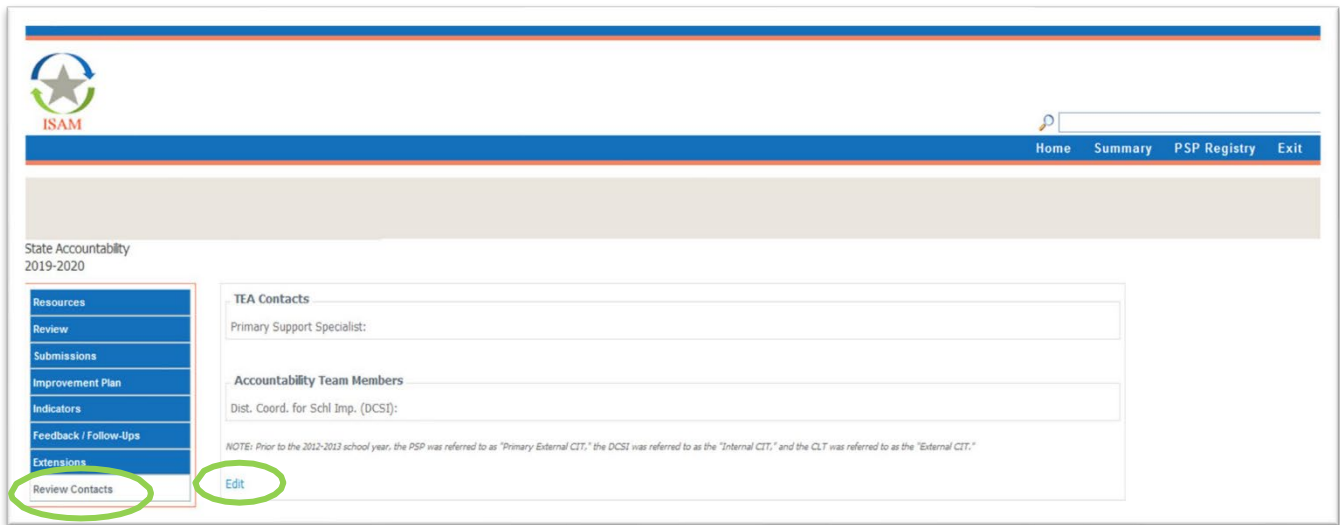 ISAM
Home Summary PSP Registry Exit
State Accountability
2019-2020
Resources
Review
Submissions
Improvement Plan
Indicators
Feedback / Follow-Ups
Extensions
Review Contacts
TEA Contacts
Primary Support Specialist:
Accountability Team Members
Dist. Coord. for Schl Imp. (DCSI):
NOTE: Prior to the 2012-2013 school year, the PSP was referred to as "Primary External CIT," the DCSI was referred to as the "Internal CIT," and the CLT was referred to as the "External CIT."
Edit